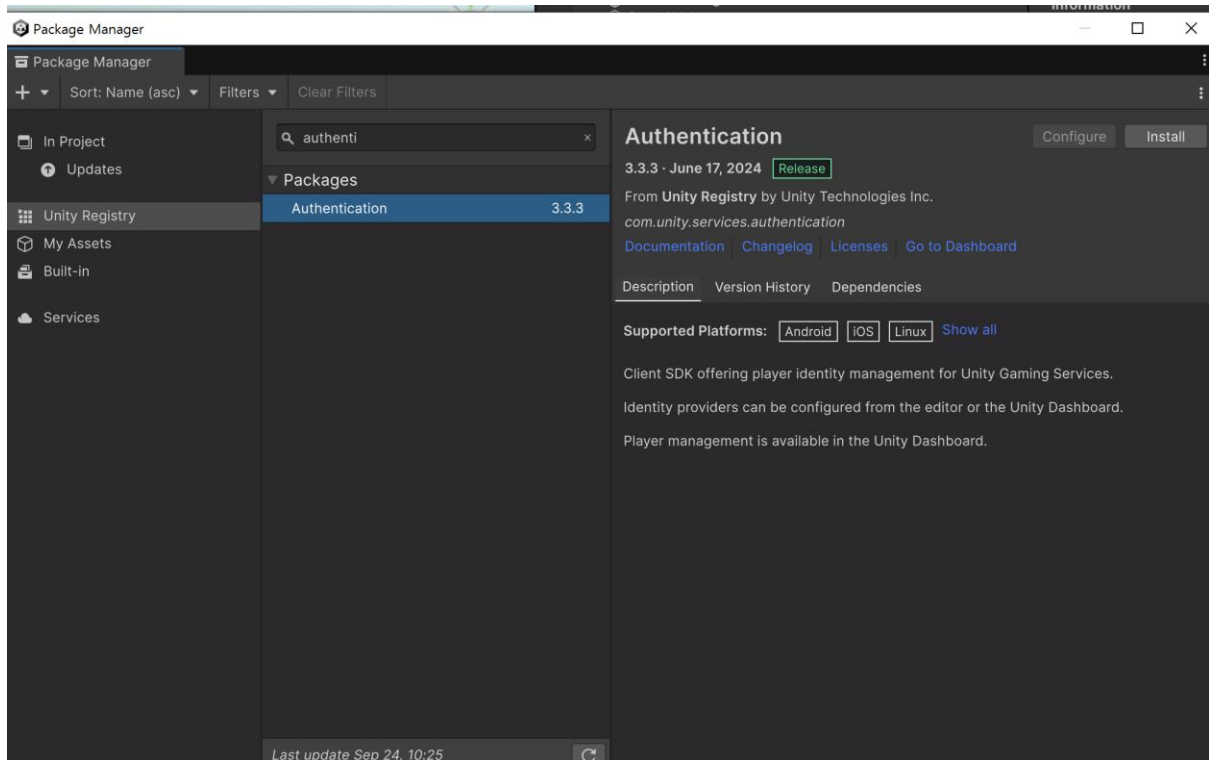 Information
Package Manager
Package Manager
+ Sort: Name (asc) Filters Clear Filters
In Project
Updates
Unity Registry
My Assets
Built-in
Services
authenti
Packages
Authentication 3.3.3
Last update Sep 24, 10:25
Authentication
Configure Install
3.3.3 · June 17, 2024 Release
From Unity Registry by Unity Technologies Inc.
com.unity.services.authentication
Documentation Changelog Licenses Go to Dashboard
Description Version History Dependencies
Supported Platforms: Android iOS Linux Show all
Client SDK offering player identity management for Unity Gaming Services.
Identity providers can be configured from the editor or the Unity Dashboard.
Player management is available in the Unity Dashboard.